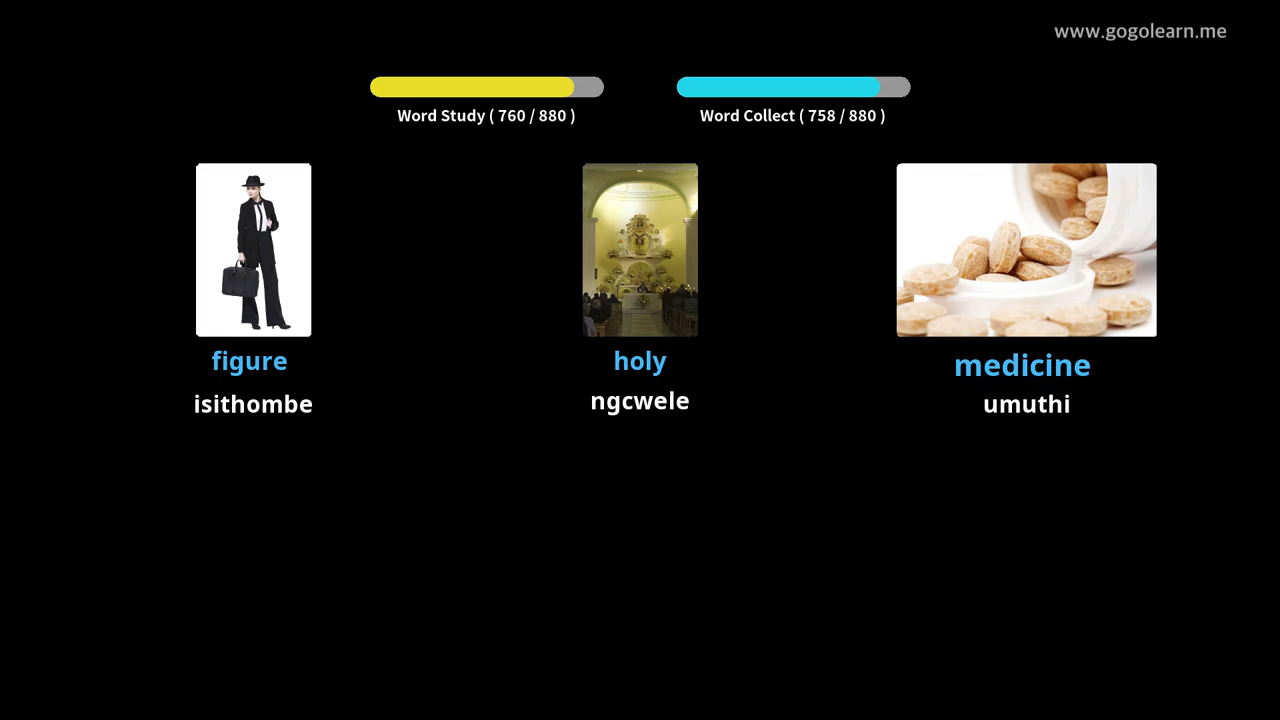 www.gogolearn.me
Word Study ( 760 / 880 )
Word Collect ( 758 / 880 )
figure
holy
medicine
isithombe
ngcwele
umuthi